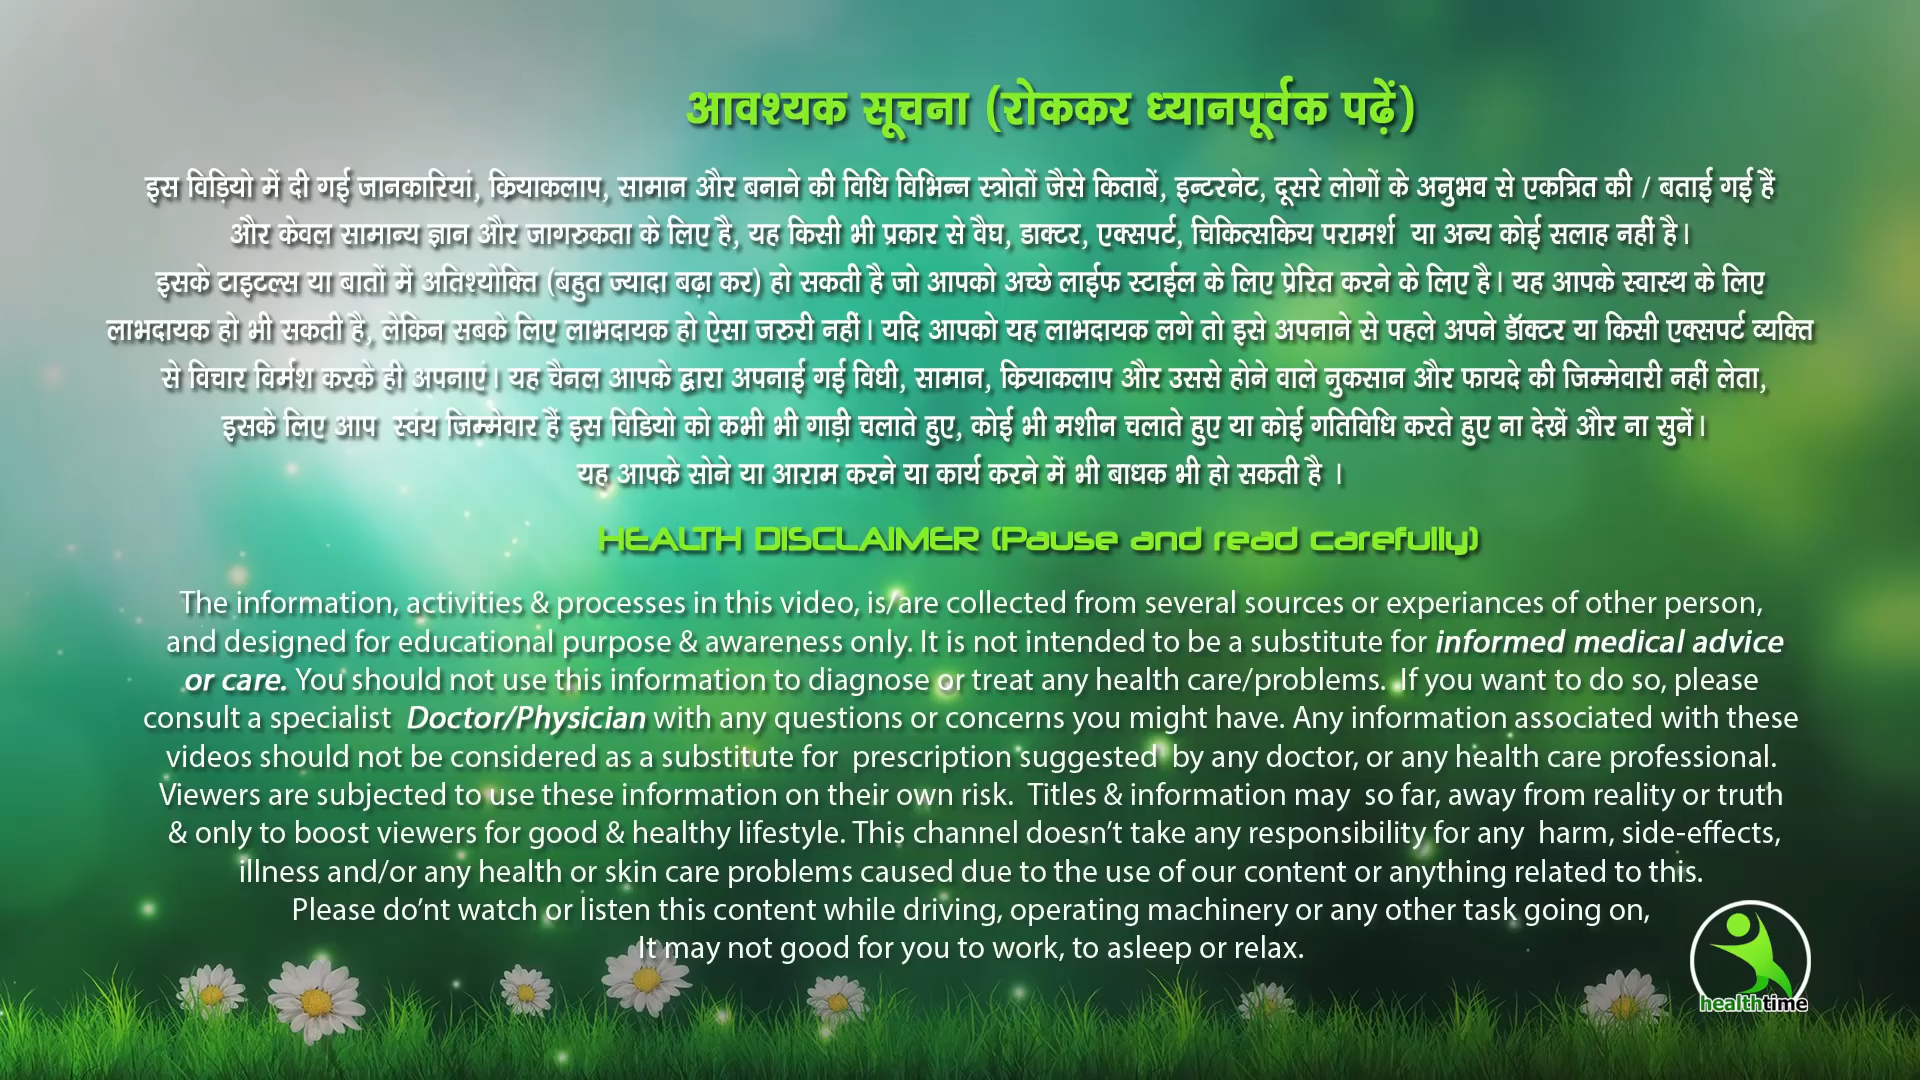 आवश्यक सूचना (रोककर ध्यानपूर्वक पढ़ें)
इस विड़ियो में दी गई जानकारियां, क्रियाकलाप, सामान और बनाने की विधि विभिन्न स्त्रोतों जैसे किताबें, इन्टरनेट, दूसरे लोगों के अनुभव से एकत्रित की / बताई गई हैं
और केवल सामान्य ज्ञान और जागरुकता के लिए है, यह किसी भी प्रकार से वैघ, डाक्टर, एक्सपर्ट, चिकित्सकिय परामर्श या अन्य कोई सलाह नहीं है।
इसके टाइटल्स या बातों में अतिश्योक्ति (बहुत ज्यादा बढ़ा कर) हो सकती है जो आपको अच्छे लाईफ स्टाईल के लिए प्रेरित करने के लिए है। यह आपके स्वास्थ के लिए
लाभदायक हो भी सकती है, लेकिन सबके लिए लाभदायक हो ऐसा जरुरी नहीं। यदि आपको यह लाभदायक लगे तो इसे अपनाने से पहले अपने डॉक्टर या किसी एक्सपर्ट व्यक्ति
से विचार विर्मश करके ही अपनाएं। यह चैनल आपके द्वारा अपनाई गई विधी, सामान, क्रियाकलाप और उससे होने वाले नुकसान और फायदे की जिम्मेवारी नहीं लेता,
इसके लिए आप स्वंय जिम्मेवार हैं इस विडियो को कभी भी गाड़ी चलाते हुए, कोई भी मशीन चलाते हुए या कोई गतिविधि करते हुए ना देखें और ना सुनें।
यह आपके सोने या आराम करने या कार्य करने में भी बाधक भी हो सकती है ।
HEALTH DISCLAIMER (Pause and read carefully)
The information, activities & processes in this video, is/are collected from several sources or experiances of other person,
and designed for educational purpose & awareness only. It is not intended to be a substitute for informed medical advice
or care. You should not use this information to diagnose or treat any health care/problems. If you want to do so, please
consult a specialist Doctor/Physician with any questions or concerns you might have. Any information associated with these
videos should not be considered as a substitute for prescription suggested by any doctor, or any health care professional.
Viewers are subjected to use these information on their own risk. Titles & information may so far, away from reality or truth
& only to boost viewers for good & healthy lifestyle. This channel doesn't take any responsibility for any harm, side-effects,
illness and/or any health or skin care problems caused due to the use of our content or anything related to this.
Please do'nt watch or listen this content while driving, operating machinery or any other task going on,
It may not good for you to work, to asleep or relax.
healthtime